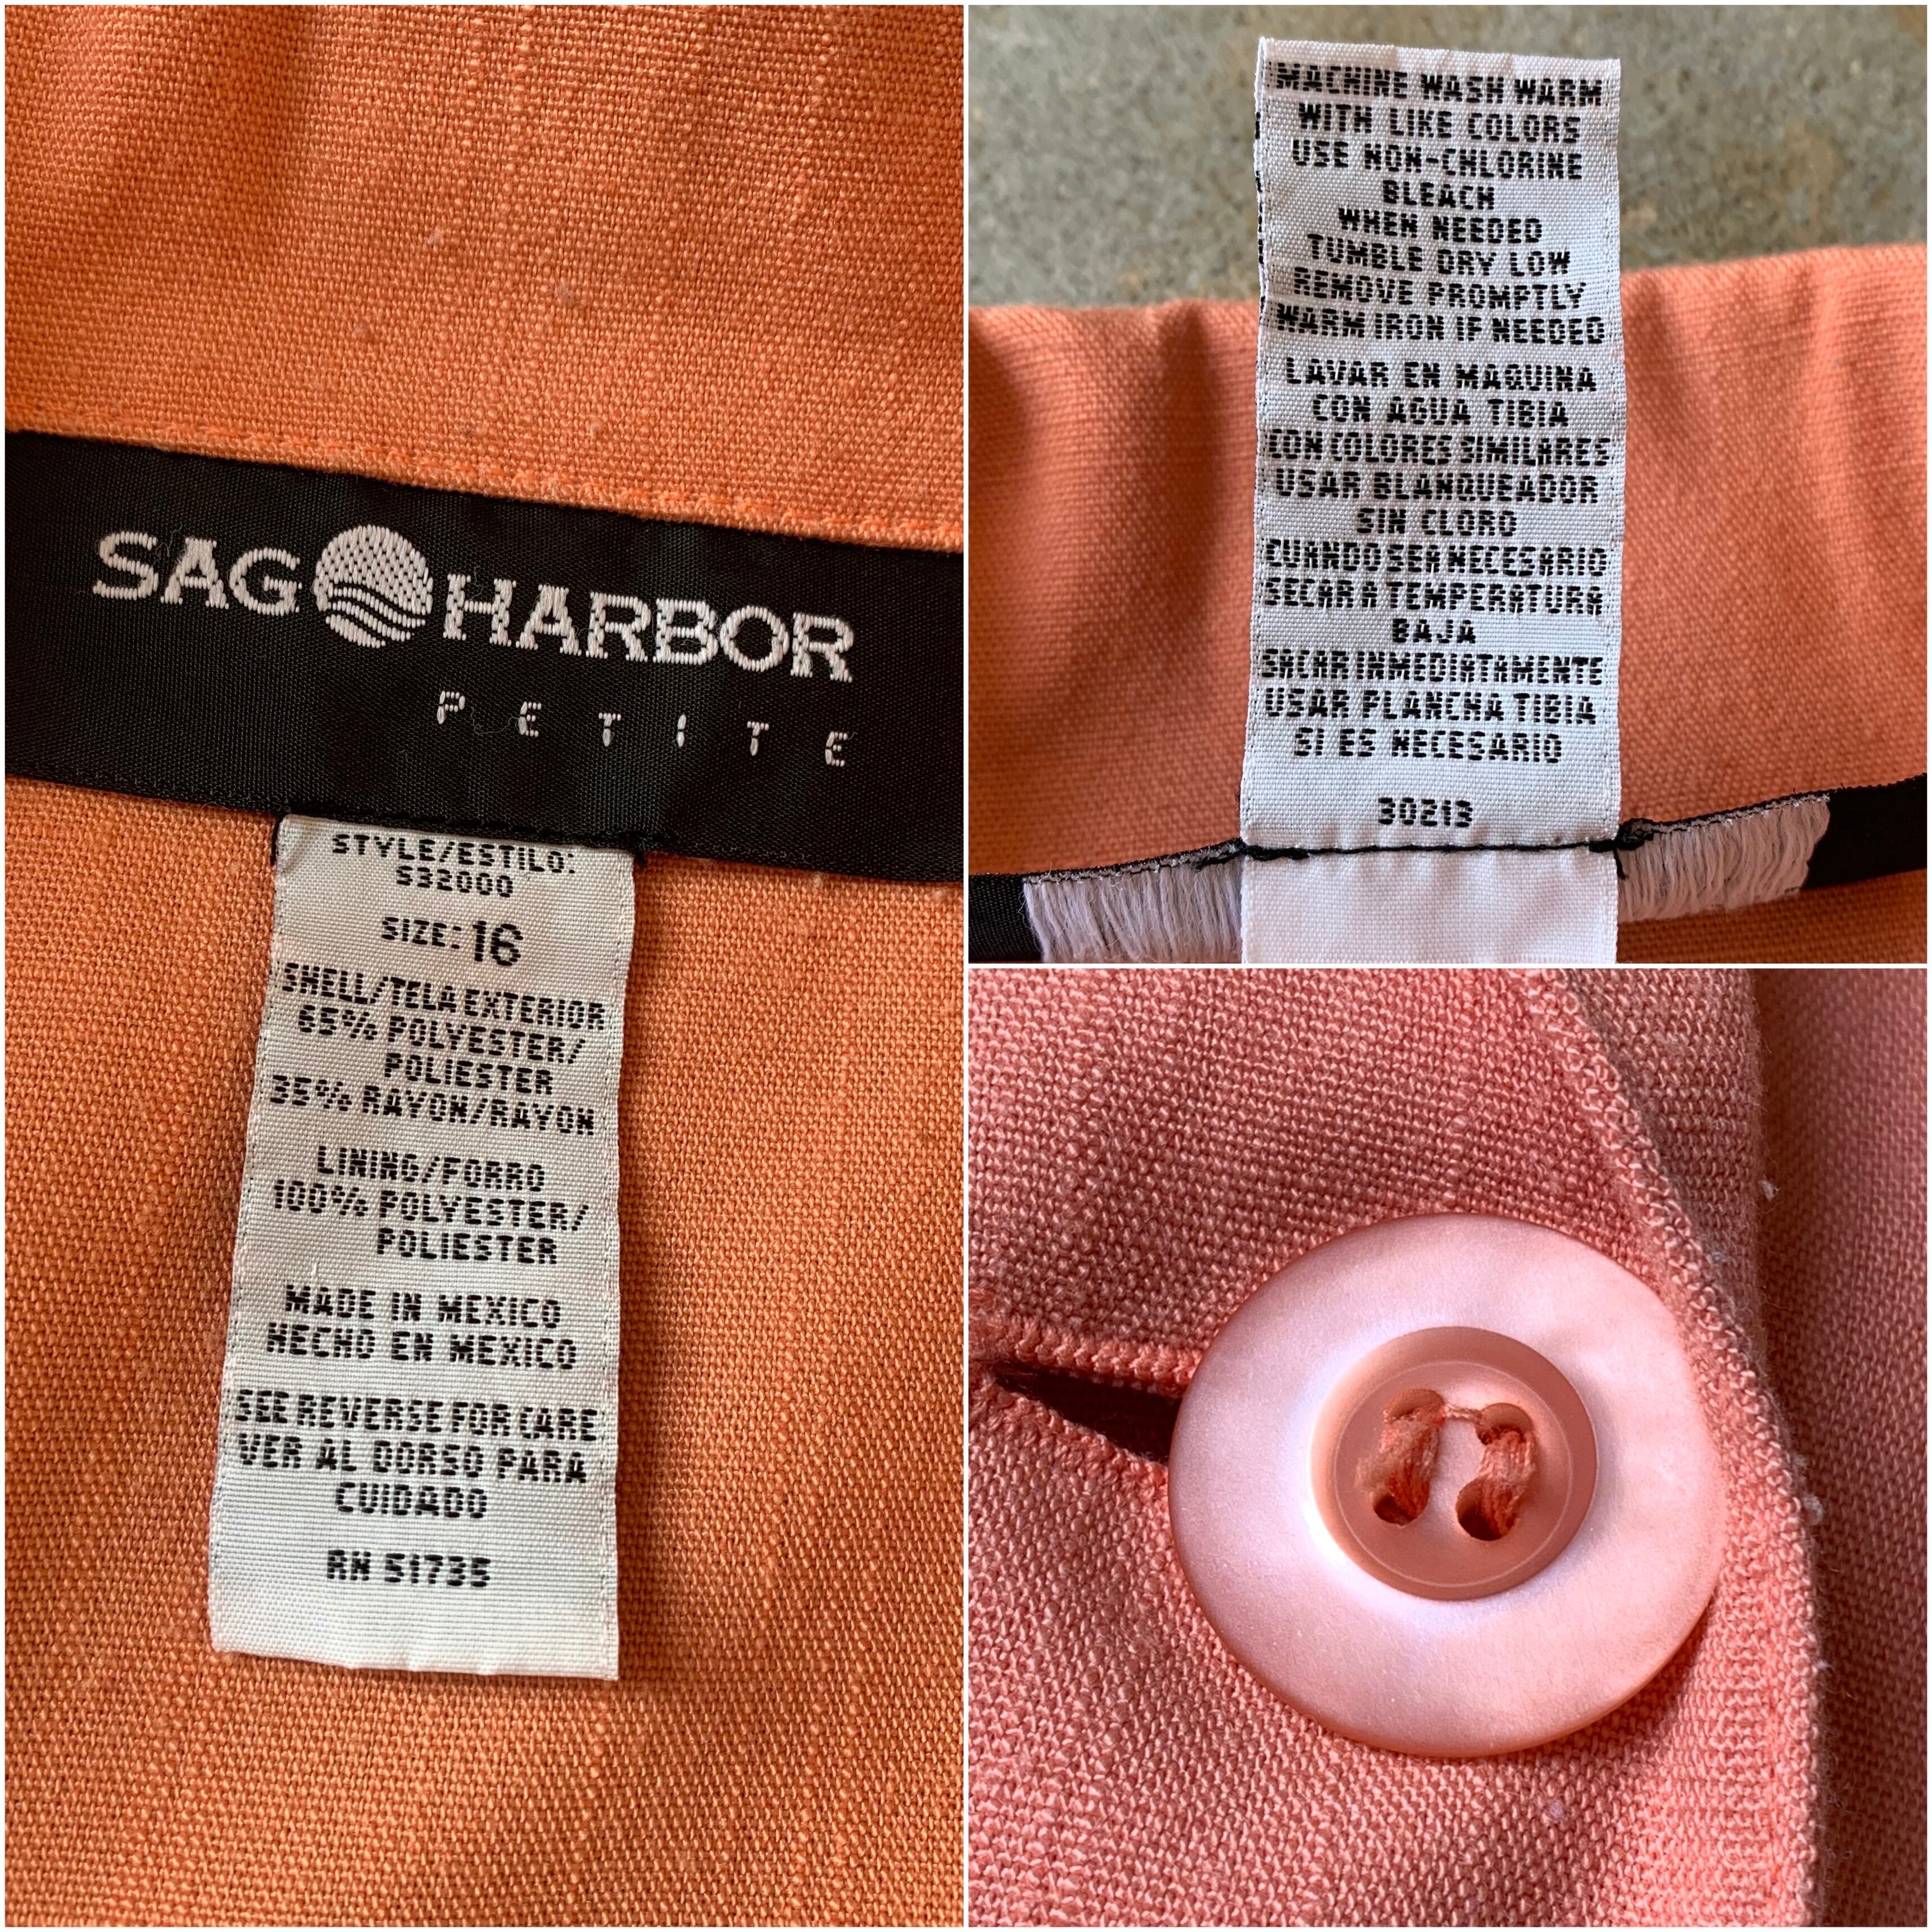 SAG HARBOR
PETITE
STYLE/ESTILO:
S32000
SIZE: 16
SHELL/TELA EXTERIOR
65% POLYESTER/
POLIESTER
35% RAYON/RAYON
LINING/FORRO
100% POLYESTER/
POLIESTER
MADE IN MEXICO
HECHO EN MEXICO
SEE REVERSE FOR CARE
VER AL DORSO PARA
CUIDADO
RN 51735
MACHINE WASH WARM
WITH LIKE COLORS
USE NON-CHLORINE
BLEACH
WHEN NEEDED
TUMBLE DRY LOW
REMOVE PROMPTLY
WARM IRON IF NEEDED
LAVAR EN MAQUINA
CON AGUA TIBIA
CON COLORES SIMILARES
USAR BLANQUEADOR
SIN CLORO
CUANDO SEA NECESARIO
SECAR A TEMPERATURA
BAJA
SACAR INMEDIATAMENTE
USAR PLANCHA TIBIA
SI ES NECESARIO
30213